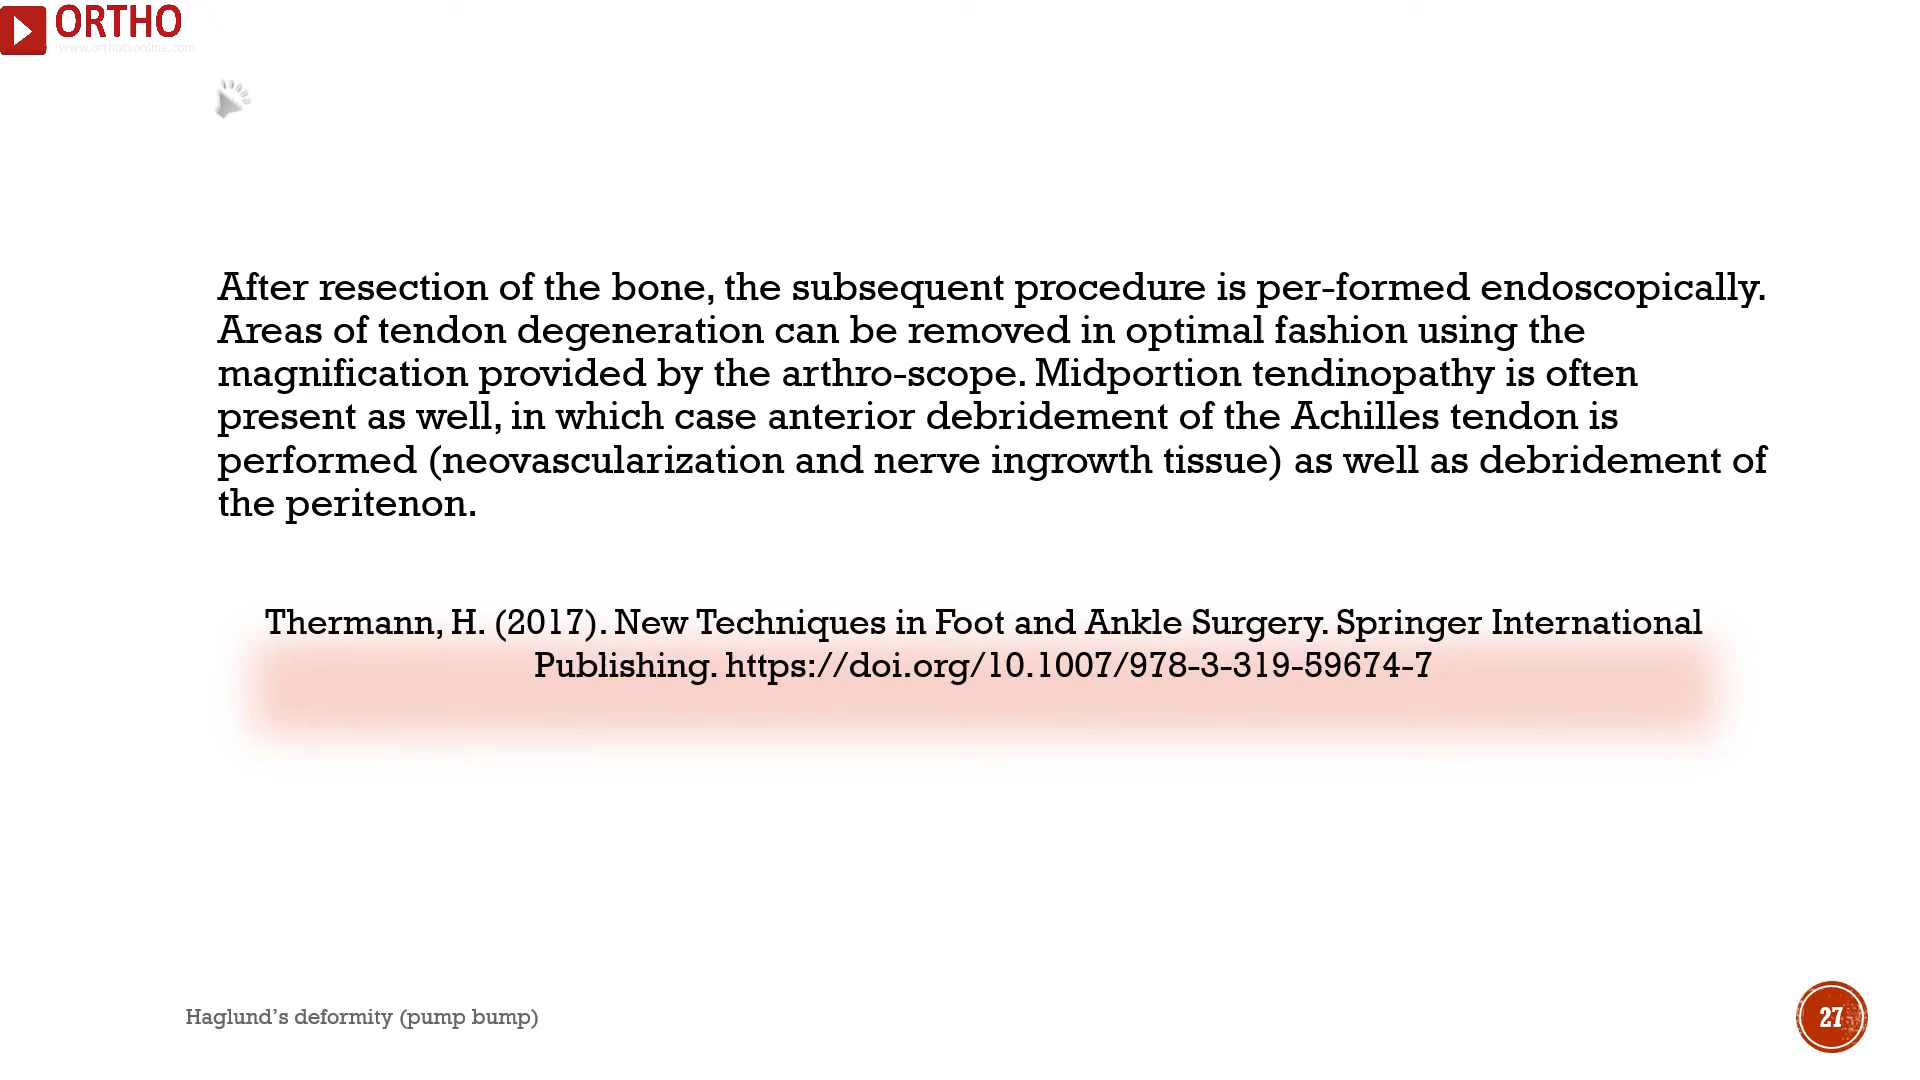 ORTHO
www.orthotvonline.com
After resection of the bone, the subsequent procedure is per-formed endoscopically.
Areas of tendon degeneration can be removed in optimal fashion using the
magnification provided by the arthro-scope. Midportion tendinopathy is often
present as well, in which case anterior debridement of the Achilles tendon is
performed (neovascularization and nerve ingrowth tissue) as well as debridement of
the peritenon.
Thermann, H. (2017). New Techniques in Foot and Ankle Surgery. Springer International
Publishing. https://doi.org/10.1007/978-3-319-59674-7
Haglund’s deformity (pump bump)
27